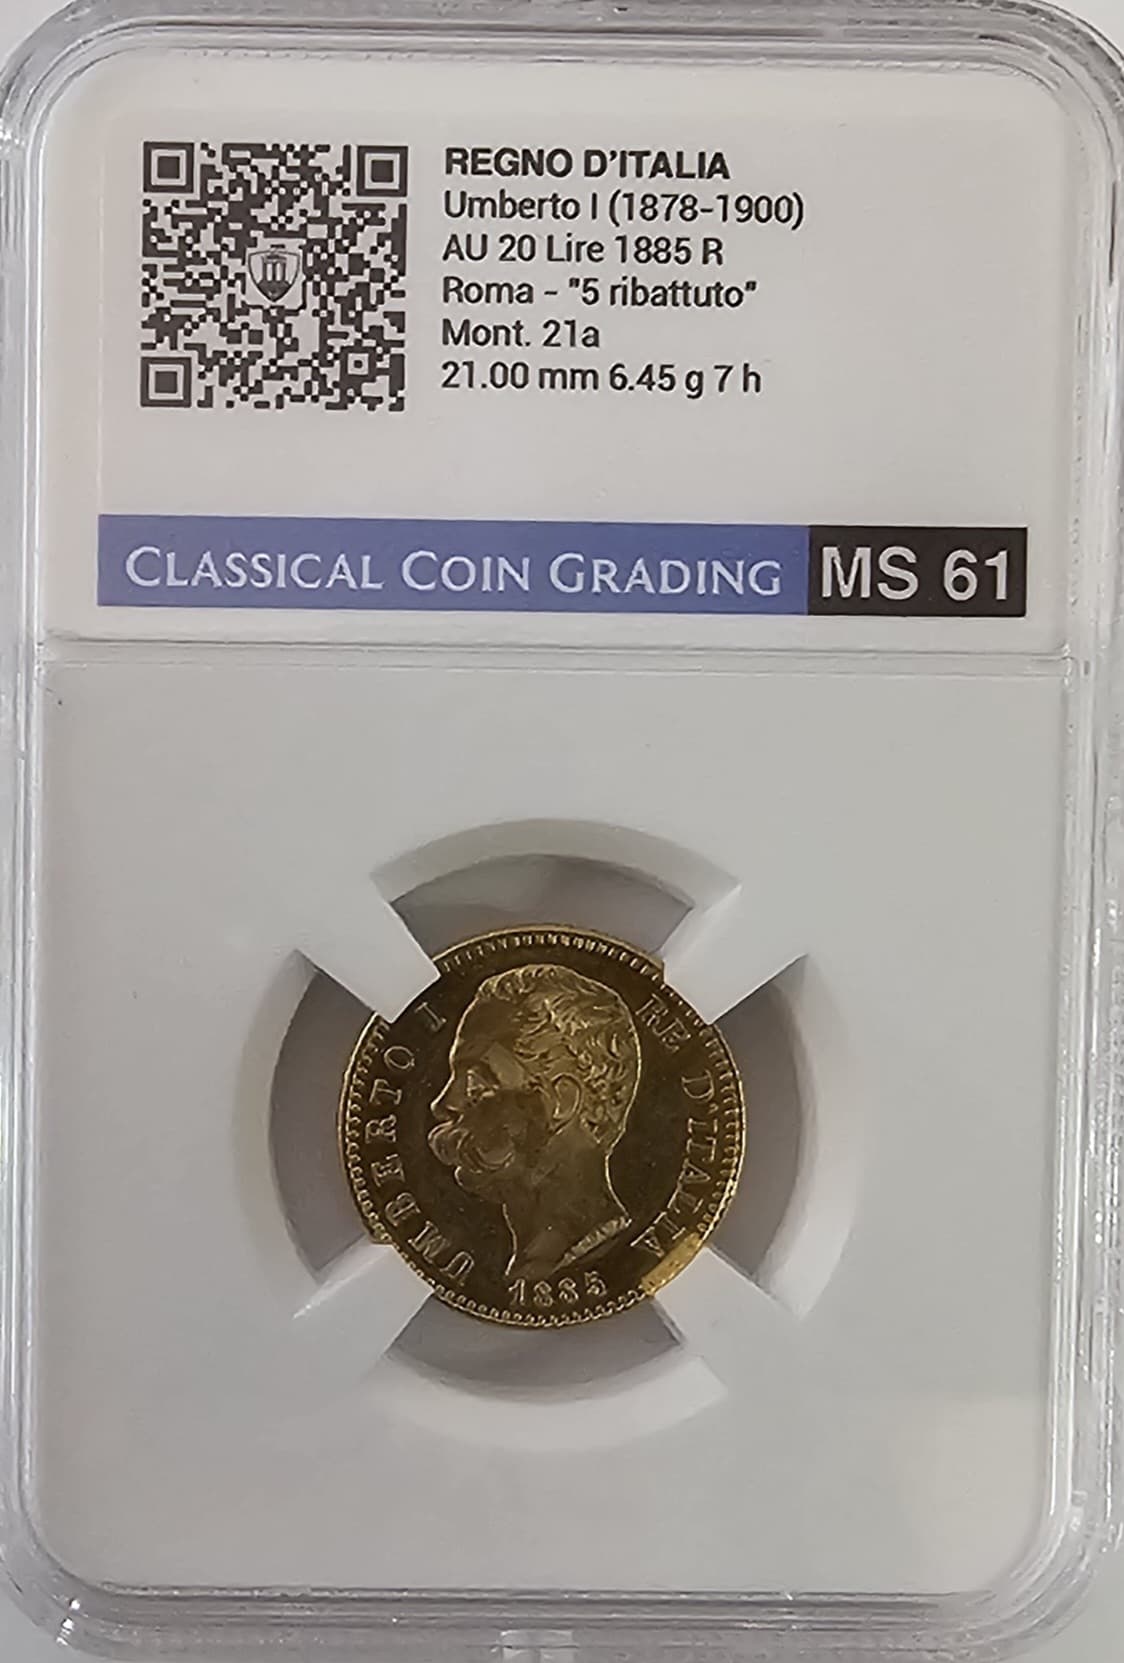 REGNO D'ITALIA
Umberto I (1878-1900)
AU 20 Lire 1885 R
Roma - "5 ribattuto"
Mont. 21a
21.00 mm 6.45 g 7 h
CLASSICAL COIN GRADING MS 61
UMBERTO I RE D'ITALIA
1885